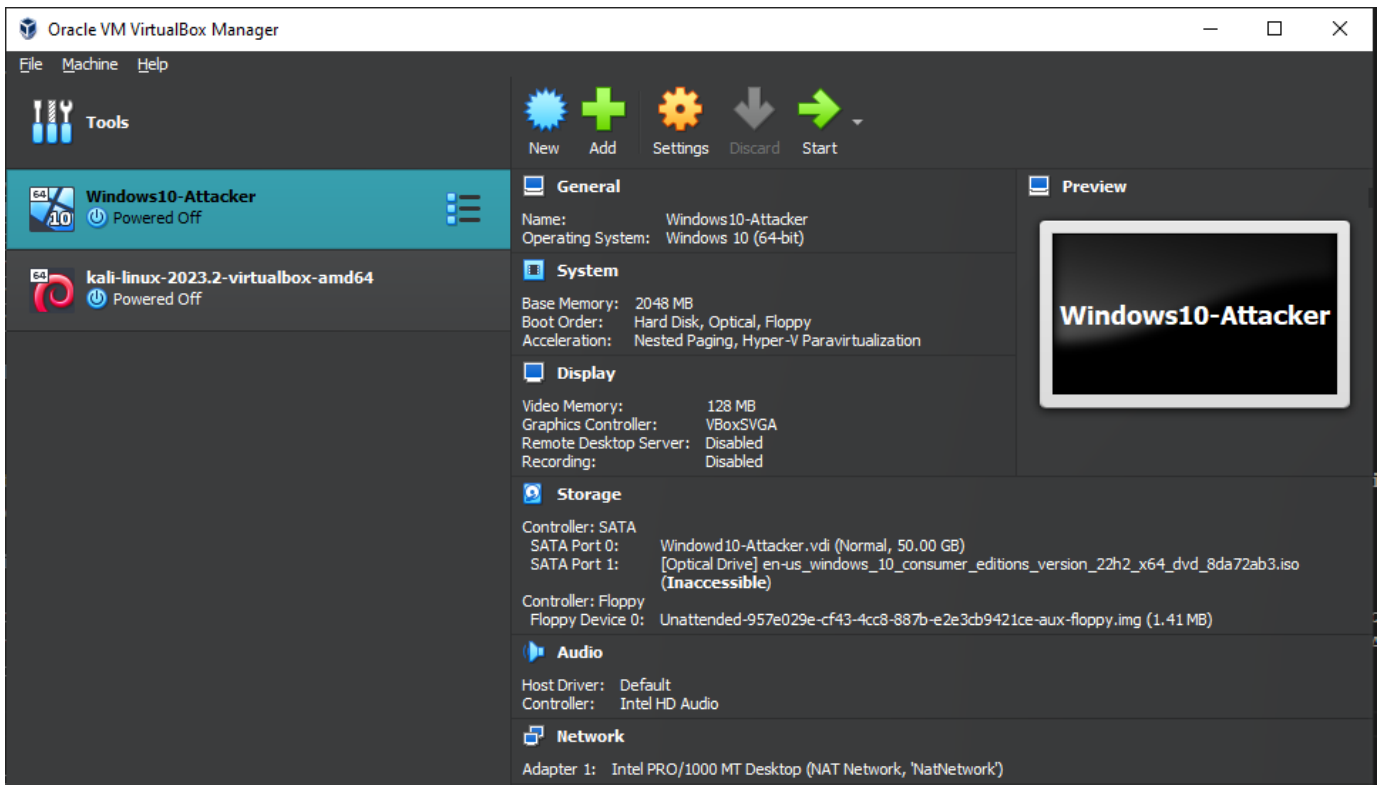 Oracle VM VirtualBox Manager
File Machine Help
Tools
New Add Settings Discard Start
64
10
Windows10-Attacker
Powered Off
64
kali-linux-2023.2-virtualbox-amd64
Powered Off
General
Name: Windows10-Attacker
Operating System: Windows 10 (64-bit)
System
Base Memory: 2048 MB
Boot Order: Hard Disk, Optical, Floppy
Acceleration: Nested Paging, Hyper-V Paravirtualization
Display
Video Memory: 128 MB
Graphics Controller: VBoxSVGA
Remote Desktop Server: Disabled
Recording: Disabled
Preview
Windows10-Attacker
Storage
Controller: SATA
SATA Port 0: Windowd10-Attacker.vdi (Normal, 50.00 GB)
SATA Port 1: [Optical Drive] en-us_windows_10_consumer_editions_version_22h2_x64_dvd_8da72ab3.iso
(Inaccessible)
Controller: Floppy
Floppy Device 0: Unattended-957e029e-cf43-4cc8-887b-e2e3cb9421ce-aux-floppy.img (1.41 MB)
Audio
Host Driver: Default
Controller: Intel HD Audio
Network
Adapter 1: Intel PRO/1000 MT Desktop (NAT Network, 'NatNetwork')